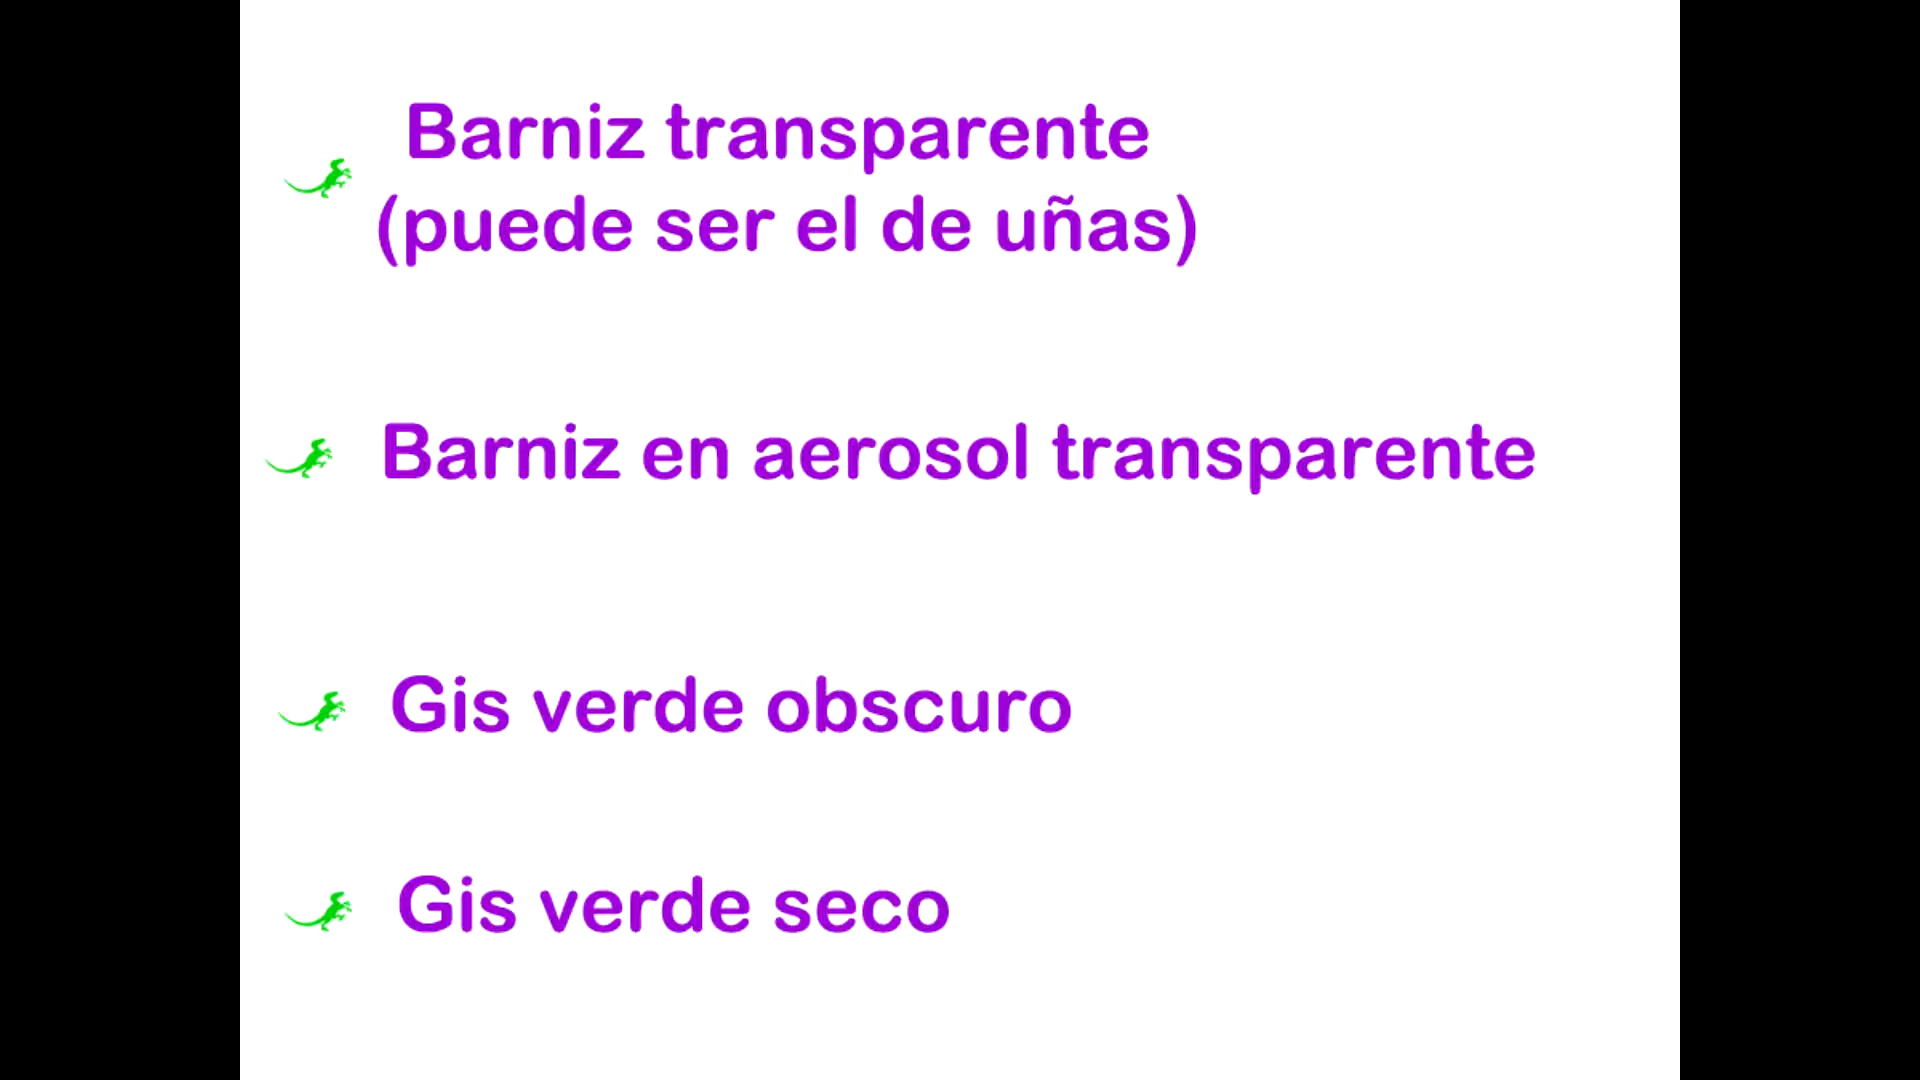 Barniz transparente
(puede ser el de uñas)
Barniz en aerosol transparente
Gis verde obscuro
Gis verde seco